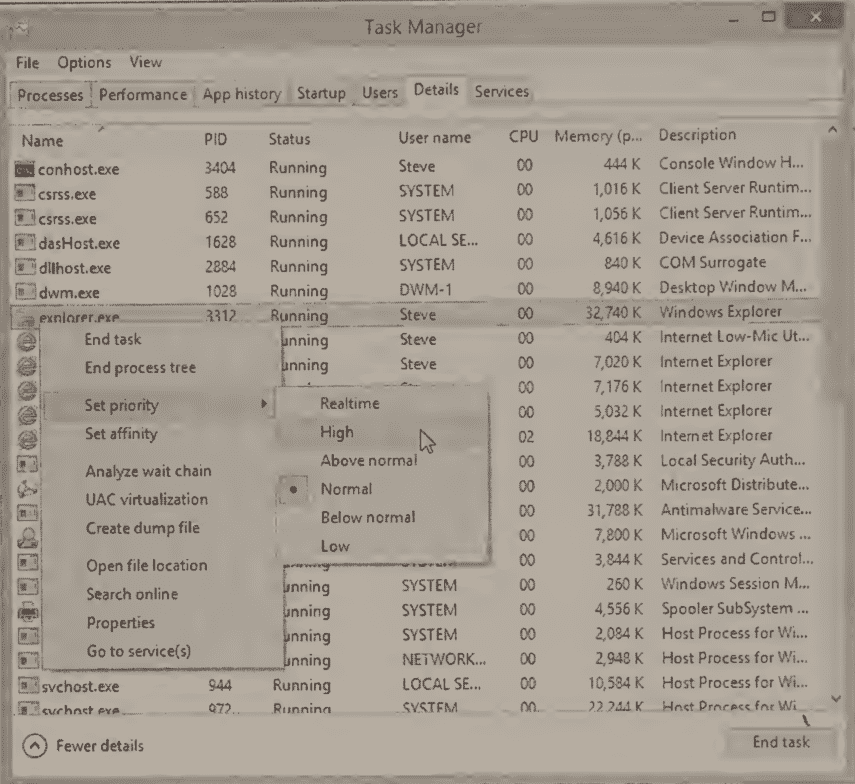 Task Manager
File Options View
Processes Performance App history Startup Users Details Services
Name PID Status User name CPU Memory (p... Description
conhost.exe 3404 Running Steve 00 444 K Console Window H...
csrss.exe 588 Running SYSTEM 00 1,016 K Client Server Runtim...
csrss.exe 652 Running SYSTEM 00 1,056 K Client Server Runtim...
dasHost.exe 1628 Running LOCAL SE... 00 4,616 K Device Association F...
dllhost.exe 2884 Running SYSTEM 00 840 K COM Surrogate
dwm.exe 1028 Running DWM-1 00 8,940 K Desktop Window M...
explorer.exe 3312 Running Steve 00 32,740 K Windows Explorer
End task unning Steve 00 404 K Internet Low-Mic Ut...
End process tree unning Steve 00 7,020 K Internet Explorer
00 7,176 K Internet Explorer
Set priority Realtime 00 5,032 K Internet Explorer
Set affinity High 02 18,844 K Internet Explorer
Above normal 00 3,788 K Local Security Auth...
Analyze wait chain Normal 00 2,000 K Microsoft Distribute...
UAC virtualization Below normal 00 31,788 K Antimalware Service...
Create dump file Low 00 7,800 K Microsoft Windows ...
Open file location 00 3,844 K Services and Control...
Search online unning SYSTEM 00 260 K Windows Session M...
Properties unning SYSTEM 00 4,556 K Spooler SubSystem ...
unning SYSTEM 00 2,084 K Host Process for Wi...
Go to service(s) unning NETWORK... 00 2,948 K Host Process for Wi...
svchost.exe 944 Running LOCAL SE... 00 10,584 K Host Process for Wi...
svchost.exe 972 Running SYSTEM 00 22,244 K Host Process for Wi...
Fewer details End task